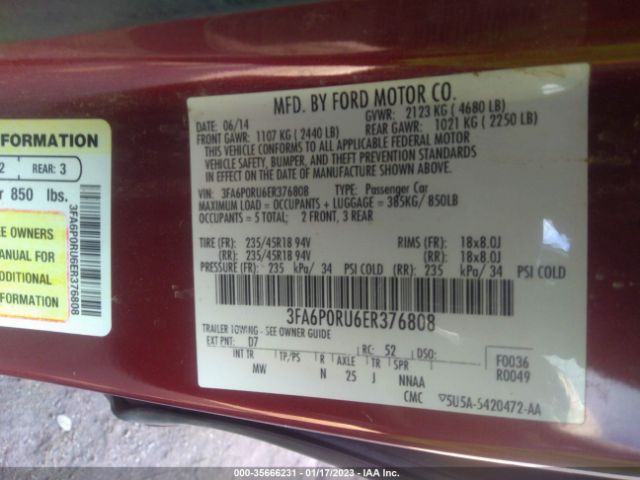 FORMATION
2 REAR: 3
r 850 lbs.
EE OWNERS
MANUAL FOR
ADDITIONAL
FORMATION
3FA6P0RU6ER376808
MFD. BY FORD MOTOR CO.
DATE: 06/14 GVWR: 2123 KG ( 4680 LB)
FRONT GAWR: 1107 KG ( 2440 LB) REAR GAWR: 1021 KG ( 2250 LB)
THIS VEHICLE CONFORMS TO ALL APPLICABLE FEDERAL MOTOR
VEHICLE SAFETY, BUMPER, AND THEFT PREVENTION STANDARDS
IN EFFECT ON THE DATE OF MANUFACTURE SHOWN ABOVE.
VIN: 3FA6P0RU6ER376808 TYPE: Passenger Car
MAXIMUM LOAD = OCCUPANTS + LUGGAGE = 385KG/ 850LB
OCCUPANTS = 5 TOTAL: 2 FRONT, 3 REAR
TIRE (FR): 235/45R18 94V RIMS (FR): 18x8.0J
(RR): 235/45R18 94V (RR): 18x8.0J
PRESSURE (FR): 235 kPa/ 34 PSI COLD (RR): 235 kPa/ 34 PSI COLD
3FA6P0RU6ER376808
TRAILER TOWING - SEE OWNER GUIDE
EXT PNT: D7 RC: 52 DSO: F0036
INT TR TP/PS R AXLE TR SPR R0049
MW N 25 J NNAA
CMC 5U5A-5420472-AA
000-35666231 - 01/17/2023 - IAA Inc.